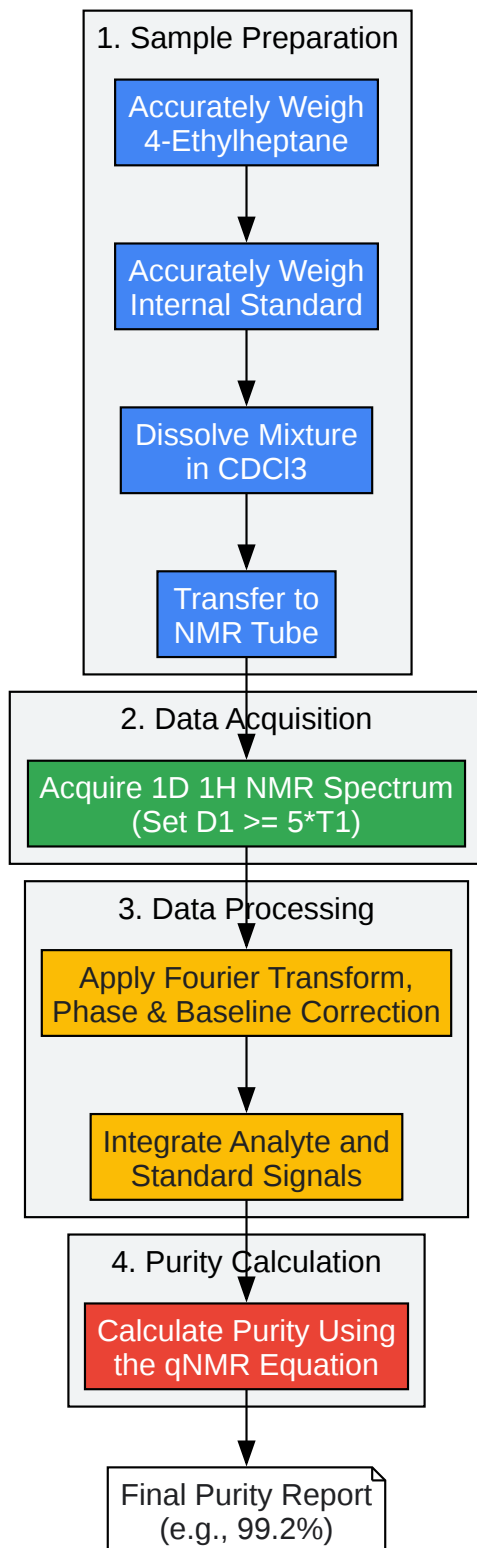 1. Sample Preparation
Accurately Weigh
4-Ethylheptane
Accurately Weigh
Internal Standard
Dissolve Mixture
in CDCl3
Transfer to
NMR Tube
2. Data Acquisition
Acquire 1D 1H NMR Spectrum
(Set D1 >= 5*T1)
3. Data Processing
Apply Fourier Transform,
Phase & Baseline Correction
Integrate Analyte and
Standard Signals
4. Purity Calculation
Calculate Purity Using
the qNMR Equation
Final Purity Report
(e.g., 99.2%)